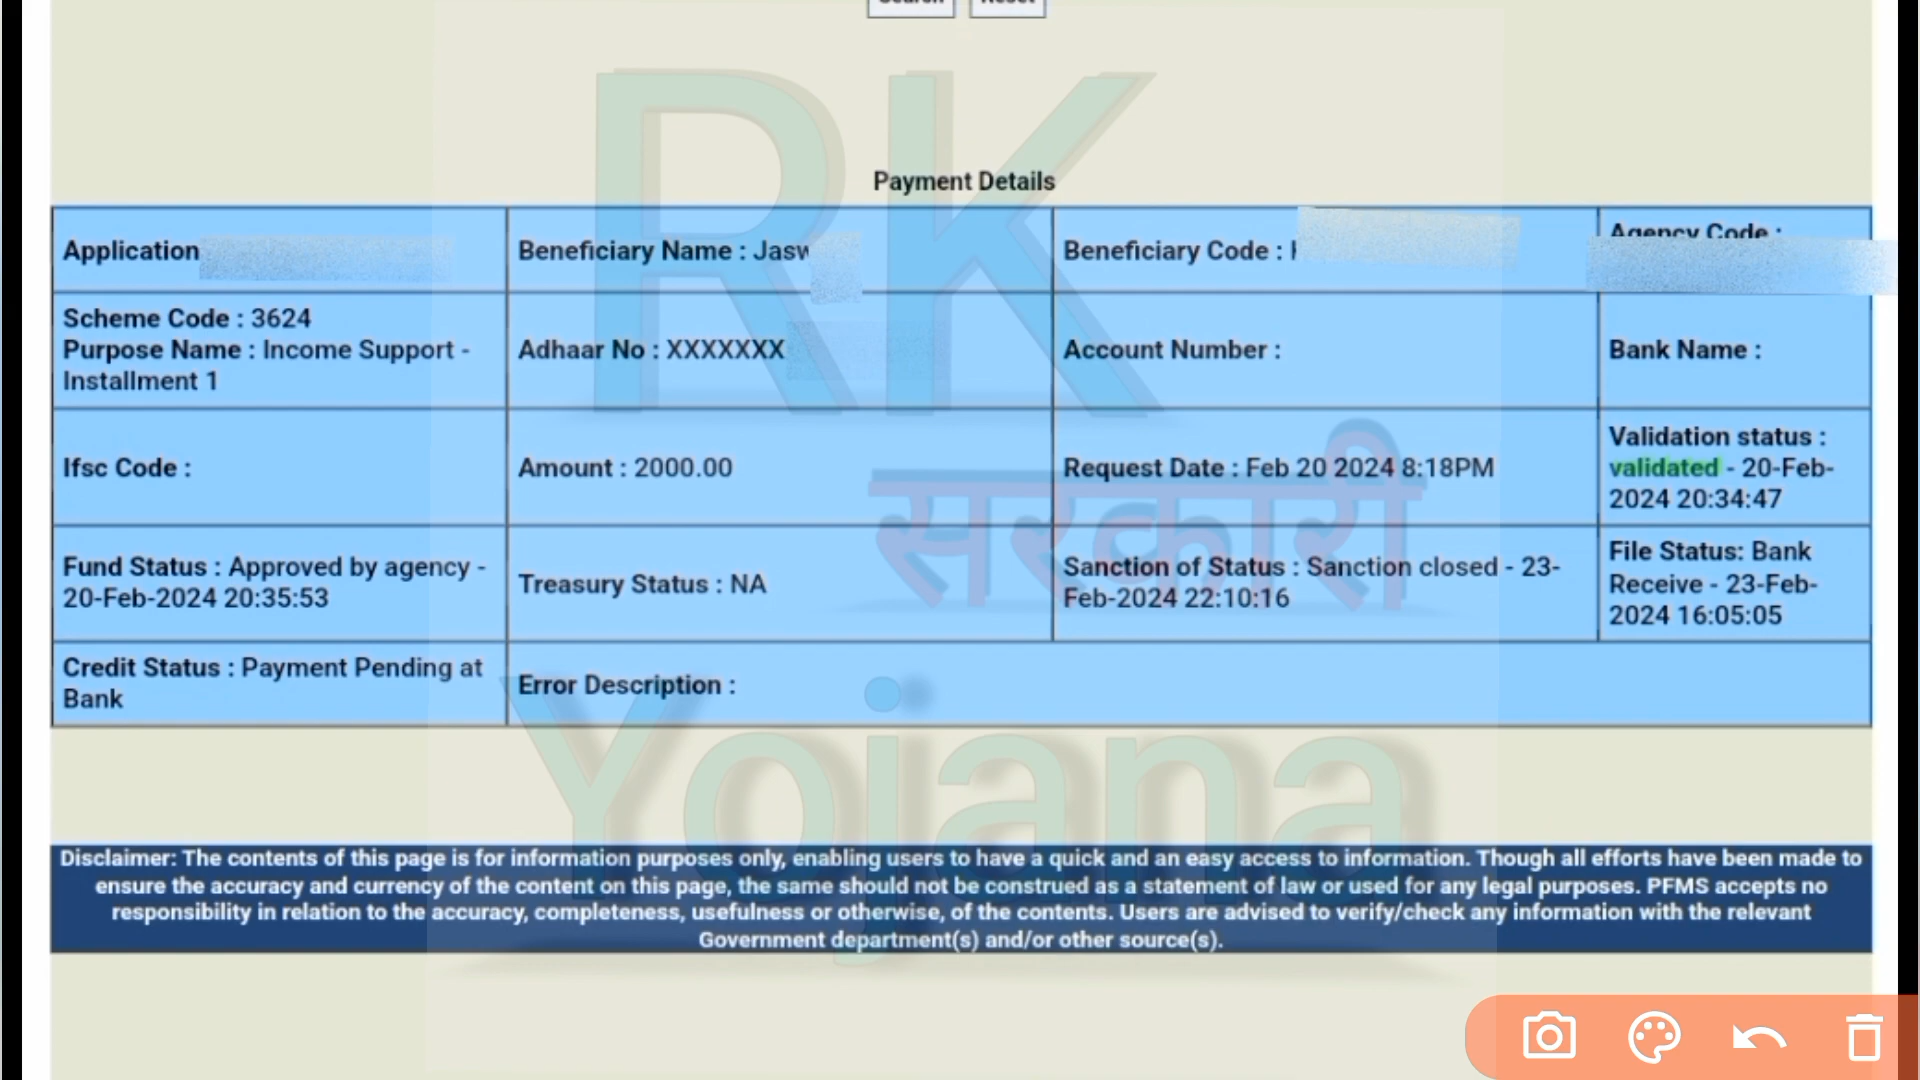 Search Reset
RK
Payment Details
Application
Beneficiary Name : Jasw
Beneficiary Code :
Agency Code :
Scheme Code : 3624
Purpose Name : Income Support -
Installment 1
Adhaar No : XXXXXXX
Account Number :
Bank Name :
Ifsc Code :
Amount : 2000.00
Request Date : Feb 20 2024 8:18PM
Validation status :
validated - 20-Feb-
2024 20:34:47
सरकारी
Fund Status : Approved by agency -
20-Feb-2024 20:35:53
Treasury Status : NA
Sanction of Status : Sanction closed - 23-
Feb-2024 22:10:16
File Status: Bank
Receive - 23-Feb-
2024 16:05:05
Credit Status : Payment Pending at
Bank
Error Description :
Yojana
Disclaimer: The contents of this page is for information purposes only, enabling users to have a quick and an easy access to information. Though all efforts have been made to
ensure the accuracy and currency of the content on this page, the same should not be construed as a statement of law or used for any legal purposes. PFMS accepts no
responsibility in relation to the accuracy, completeness, usefulness or otherwise, of the contents. Users are advised to verify/check any information with the relevant
Government department(s) and/or other source(s).